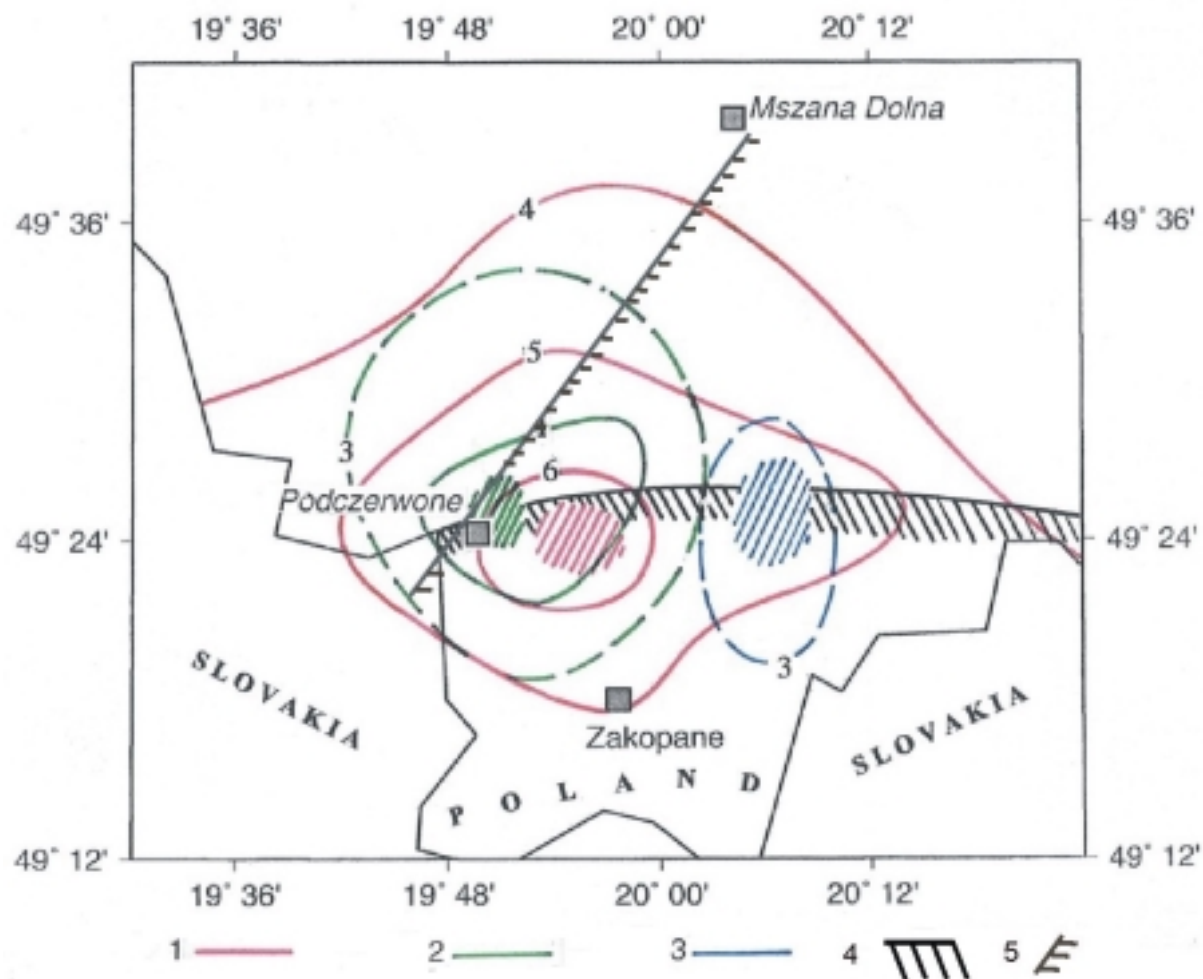 19° 36' 19° 48' 20° 00' 20° 12'
Mszana Dolna
4
49° 36' 49° 36'
5
3
4
6
Podczerwone
49° 24' 49° 24'
3
SLOVAKIA
Zakopane
SLOVAKIA
POLAND
49° 12' 49° 12'
19° 36' 19° 48' 20° 00' 20° 12'
1 2 3 4 5